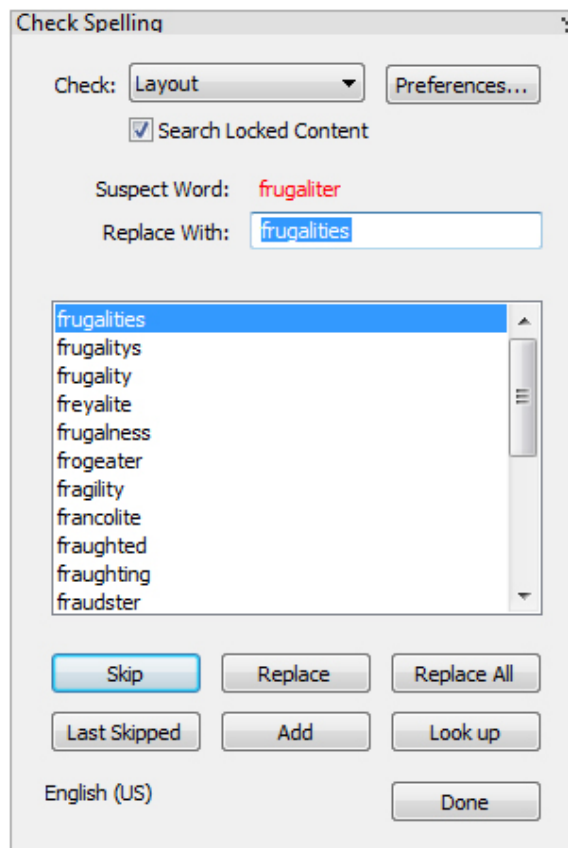 Check Spelling
Check: Layout Preferences...
Search Locked Content
Suspect Word: frugaliter
Replace With: frugalities
frugalities
frugalitys
frugality
freyalite
frugalness
frogeater
fragility
francolite
fraughted
fraughting
fraudster
Skip Replace Replace All
Last Skipped Add Look up
English (US) Done